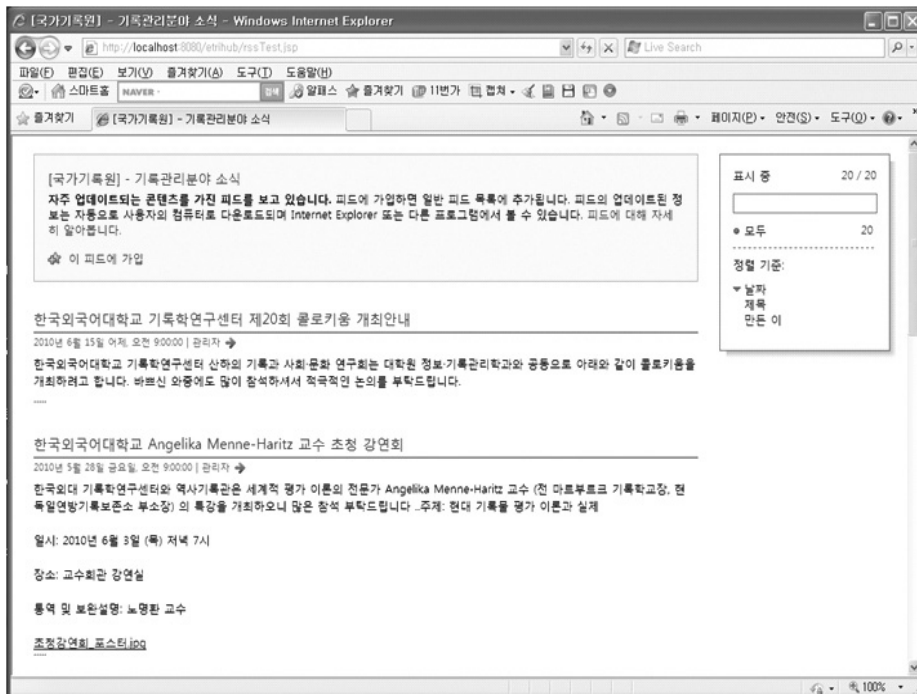 [국가기록원] - 기록관리분야 소식 - Windows Internet Explorer
http://localhost:8080/etrihub/rssTest.jsp
Live Search
파일(F) 편집(E) 보기(V) 즐겨찾기(A) 도구(T) 도움말(H)
스마트홈 NAVER 검색 알패스 즐겨찾기 11번가 캡쳐
즐겨찾기 [국가기록원] - 기록관리분야 소식 페이지(P) 안전(S) 도구(O)
[국가기록원] - 기록관리분야 소식
자주 업데이트되는 콘텐츠를 가진 피드를 보고 있습니다. 피드에 가입하면 일반 피드 목록에 추가됩니다. 피드의 업데이트된 정
보는 자동으로 사용자의 컴퓨터로 다운로드되며 Internet Explorer 또는 다른 프로그램에서 볼 수 있습니다. 피드에 대해 자세
히 알아봅니다.
이 피드에 가입
표시 중 20 / 20
모두 20
정렬 기준:
날짜
제목
만든 이
한국외국어대학교 기록학연구센터 제20회 콜로키움 개최안내
2010년 6월 15일 어제, 오전 9:00:00 | 관리자
한국외국어대학교 기록학연구센터 산하의 기록과 사회·문화 연구회는 대학원 정보·기록관리학과와 공동으로 아래와 같이 콜로키움을
개최하려고 합니다. 바쁘신 와중에도 많이 참석하셔서 적극적인 논의를 부탁드립니다.
.....
한국외국어대학교 Angelika Menne-Haritz 교수 초청 강연회
2010년 5월 28일 금요일, 오전 9:00:00 | 관리자
한국외대 기록학연구센터와 역사기록관은 세계적 평가 이론의 전문가 Angelika Menne-Haritz 교수 (전 마르부르크 기록학교장, 현
독일연방기록보존소 부소장) 의 특강을 개최하오니 많은 참석 부탁드립니다 ..주제: 현대 기록물 평가 이론과 실제
일시: 2010년 6월 3일 (목) 저녁 7시
장소: 교수회관 강연실
통역 및 보완설명: 노명환 교수
초청강연회_포스터.jpg
.....
100%